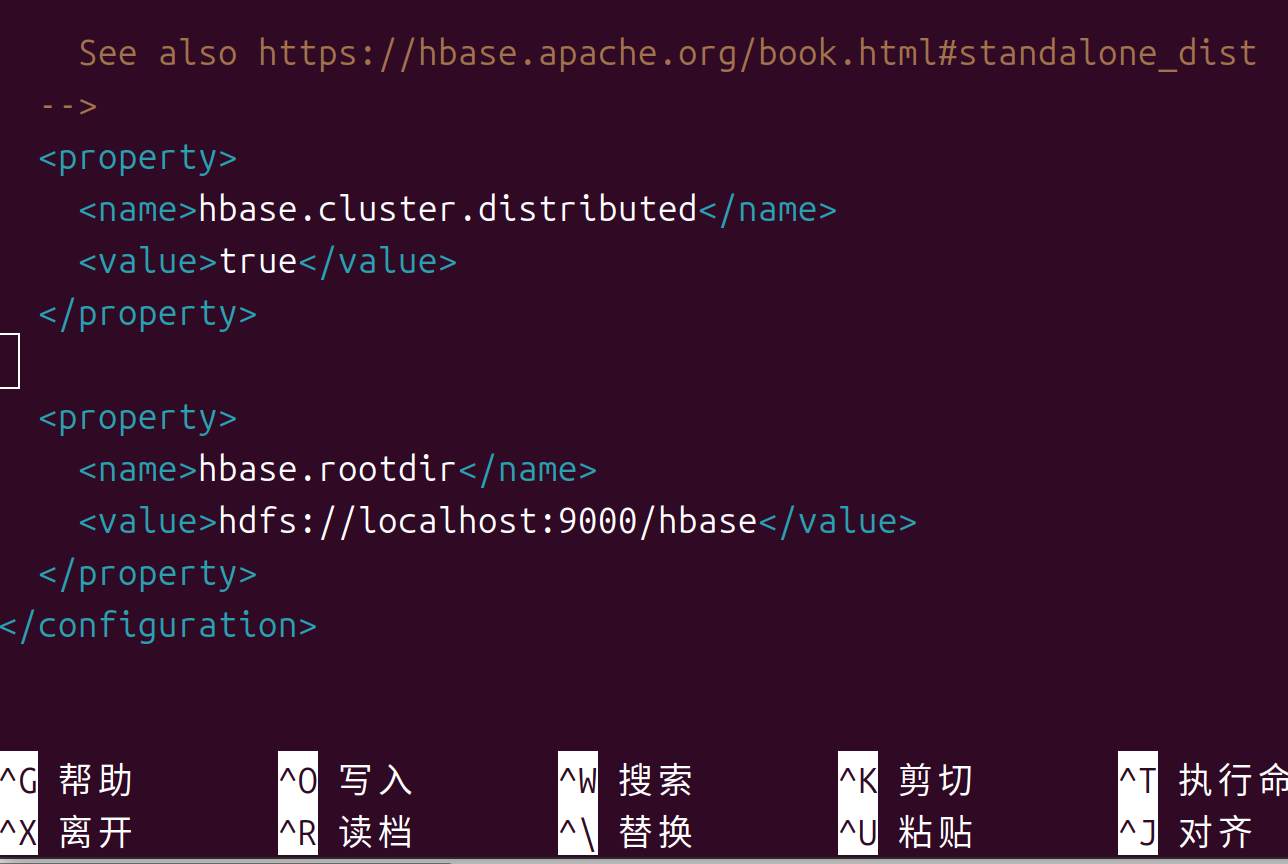 See also https://hbase.apache.org/book.html#standalone_dist
-->
<property>
<name>hbase.cluster.distributed</name>
<value>true</value>
</property>
<property>
<name>hbase.rootdir</name>
<value>hdfs://localhost:9000/hbase</value>
</property>
</configuration>
^G 帮助 ^O 写入 ^W 搜索 ^K 剪切 ^T 执行命
^X 离开 ^R 读档 ^\ 替换 ^U 粘贴 ^J 对齐